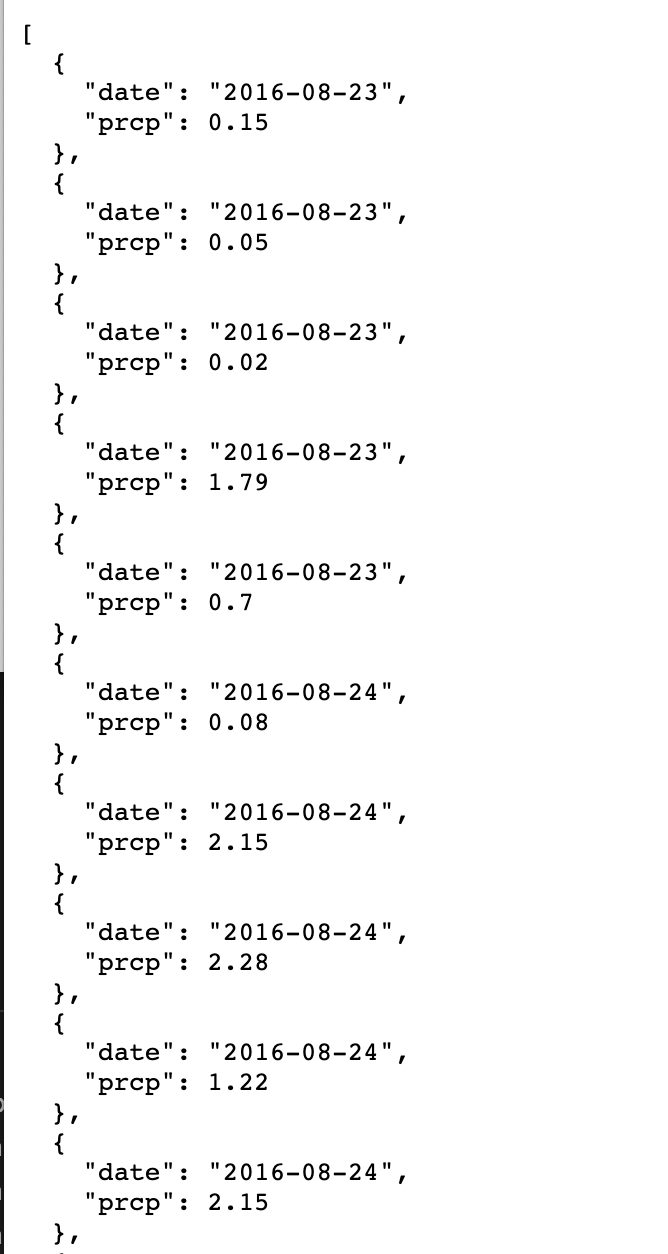 [
  {
    "date": "2016-08-23",
    "prcp": 0.15
  },
  {
    "date": "2016-08-23",
    "prcp": 0.05
  },
  {
    "date": "2016-08-23",
    "prcp": 0.02
  },
  {
    "date": "2016-08-23",
    "prcp": 1.79
  },
  {
    "date": "2016-08-23",
    "prcp": 0.7
  },
  {
    "date": "2016-08-24",
    "prcp": 0.08
  },
  {
    "date": "2016-08-24",
    "prcp": 2.15
  },
  {
    "date": "2016-08-24",
    "prcp": 2.28
  },
  {
    "date": "2016-08-24",
    "prcp": 1.22
  },
  {
    "date": "2016-08-24",
    "prcp": 2.15
  },